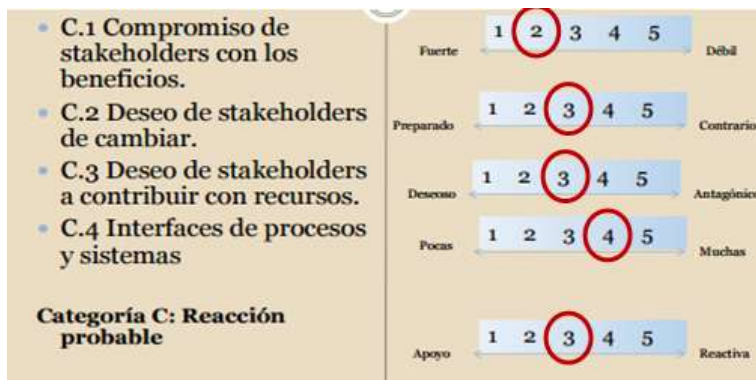 • C.1 Compromiso de
stakeholders con los
beneficios.
• C.2 Deseo de stakeholders
de cambiar.
• C.3 Deseo de stakeholders
a contribuir con recursos.
• C.4 Interfaces de procesos
y sistemas
Categoría C: Reacción
probable
Fuerte 1 2 3 4 5 Débil
Preparado 1 2 3 4 5 Contrario
Deseoso 1 2 3 4 5 Antagónico
Pocas 1 2 3 4 5 Muchas
Apoyo 1 2 3 4 5 Reactiva